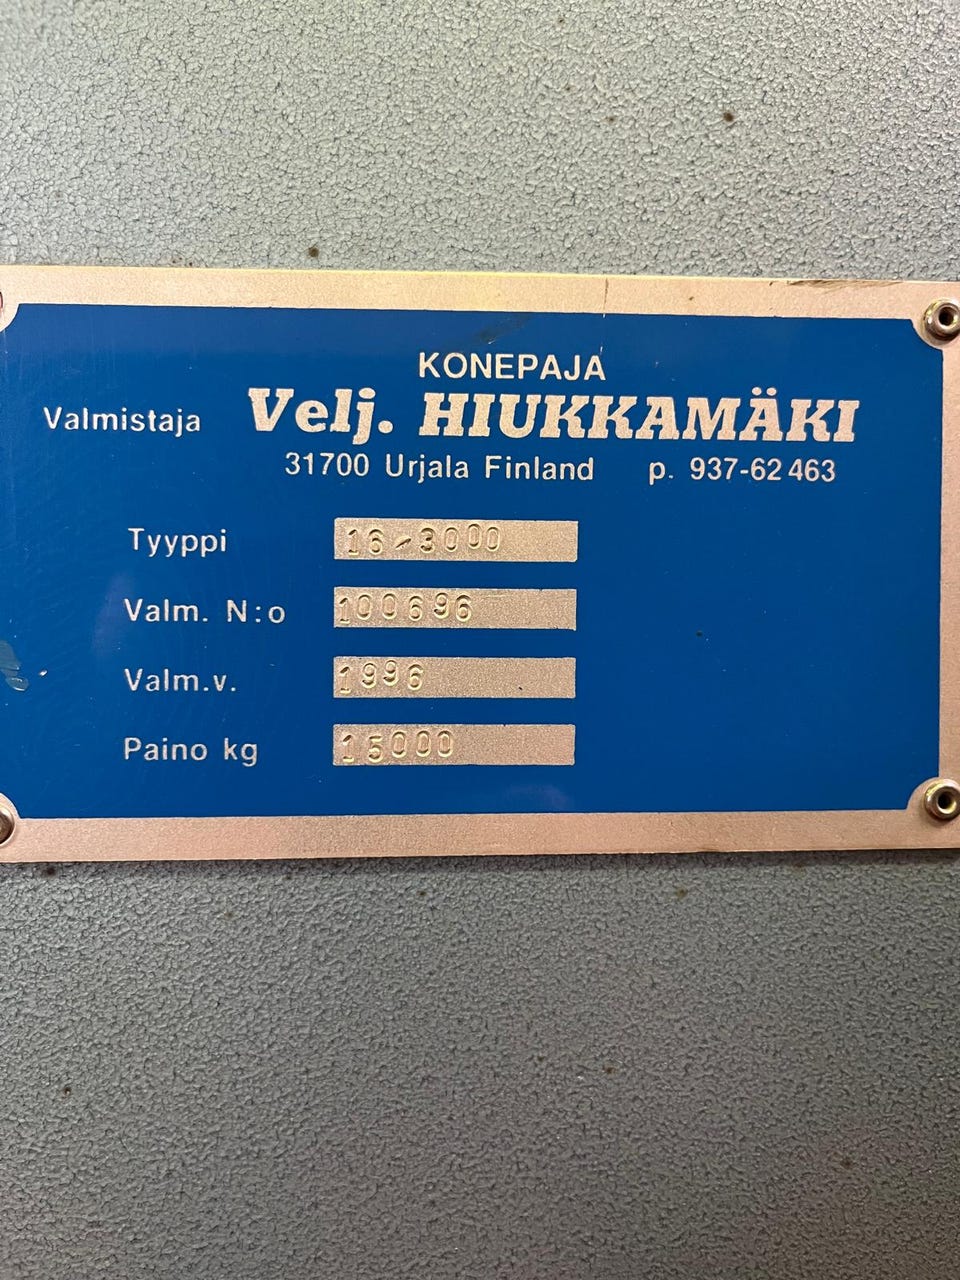 KONEPAJA
Valmistaja Velj. HIUKKAMÄKI
31700 Urjala Finland p. 937-62 463
Tyyppi 16-3000
Valm. N:o 100696
Valm.v. 1996
Paino kg 15000